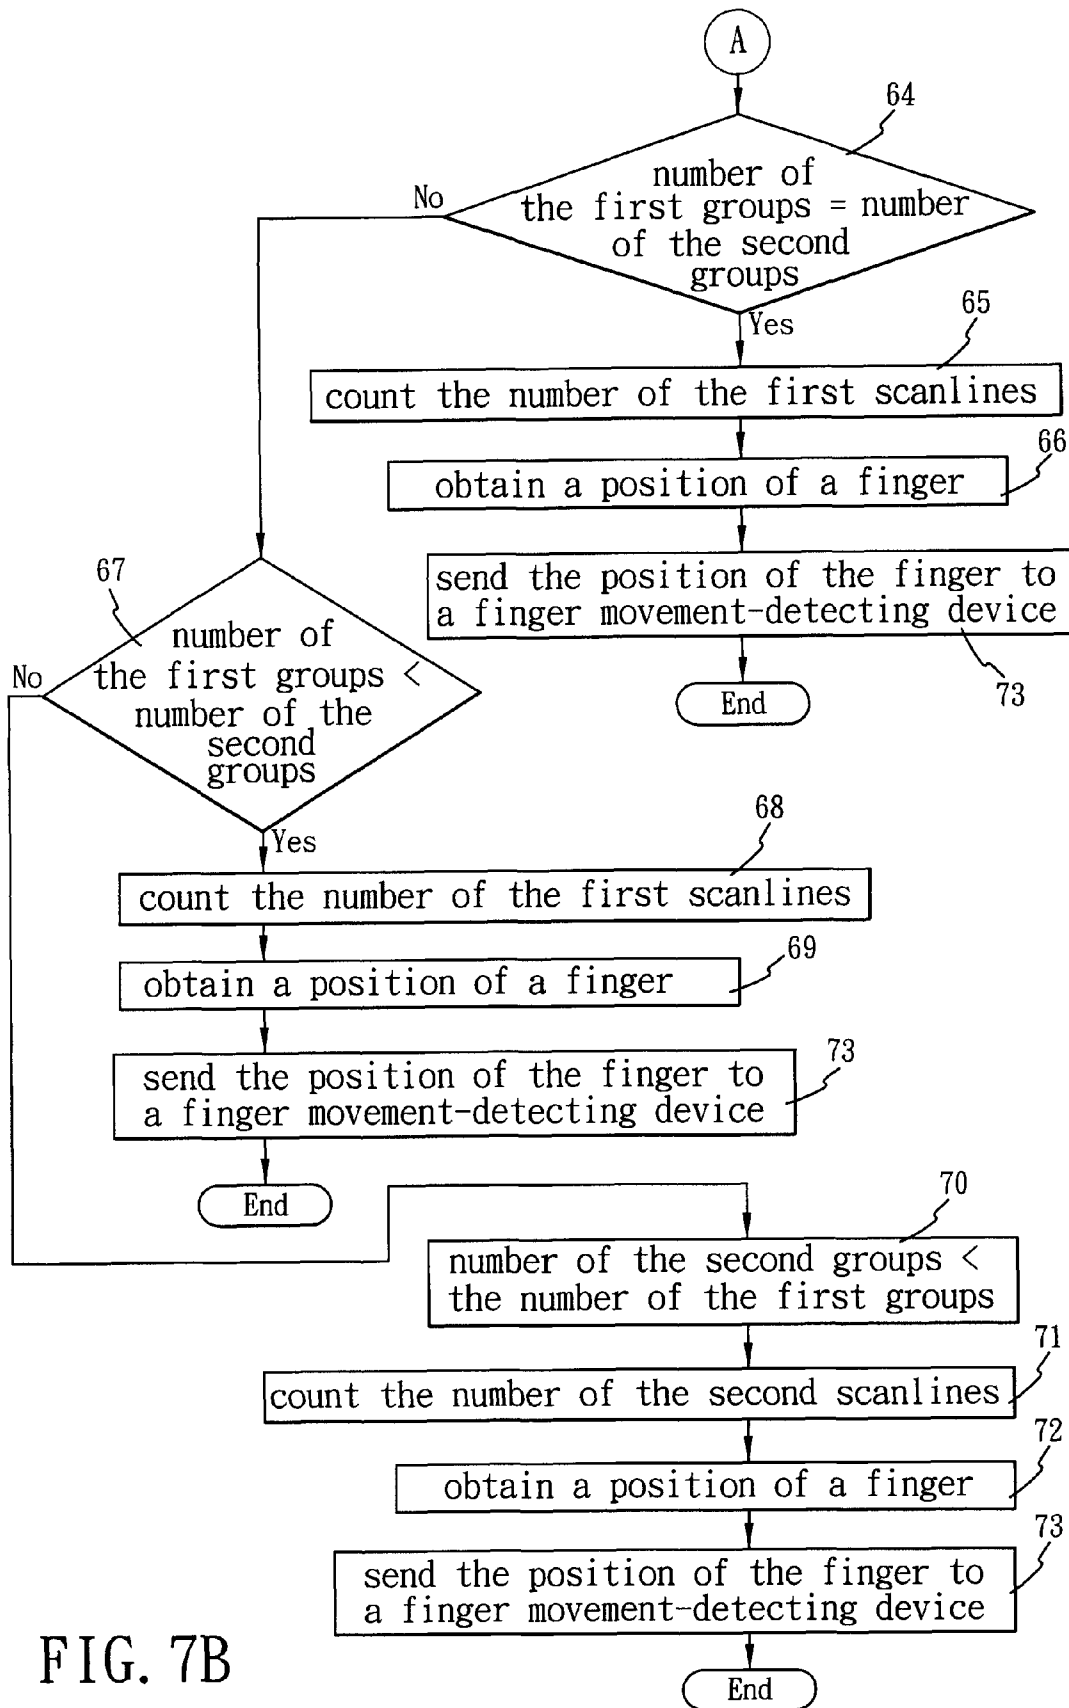 A
64
number of
the first groups = number
of the second
groups
No
Yes
65
count the number of the first scanlines
66
obtain a position of a finger
send the position of the finger to
a finger movement-detecting device
73
End
67
number of
the first groups <
number of the
second
groups
No
Yes
68
count the number of the first scanlines
69
obtain a position of a finger
73
send the position of the finger to
a finger movement-detecting device
End
70
number of the second groups <
the number of the first groups
71
count the number of the second scanlines
72
obtain a position of a finger
73
send the position of the finger to
a finger movement-detecting device
End
FIG. 7B